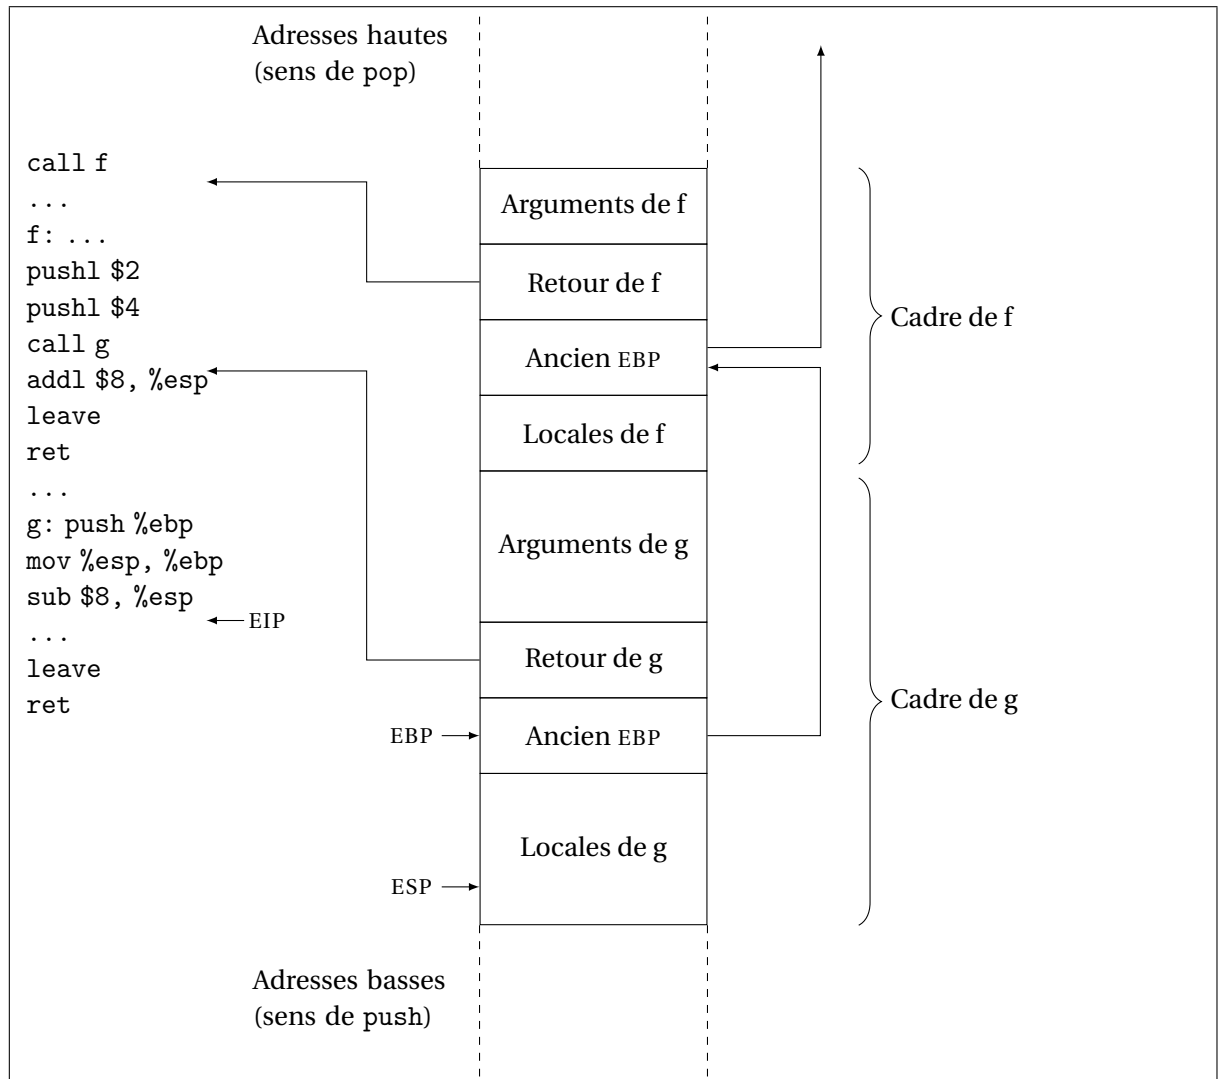 Adresses hautes
(sens de pop)
call f
...
f: ...
pushl $2
pushl $4
call g
addl $8, %esp
leave
ret
...
g: push %ebp
mov %esp, %ebp
sub $8, %esp
...
leave
ret
EIP
Arguments de f
Retour de f
Ancien EBP
Locales de f
Arguments de g
Retour de g
EBP
Ancien EBP
Locales de g
ESP
Cadre de f
Cadre de g
Adresses basses
(sens de push)